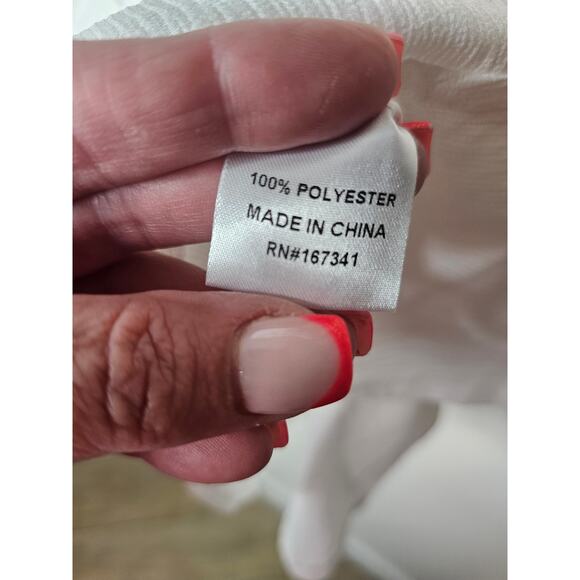 100% POLYESTER
MADE IN CHINA
RN#167341